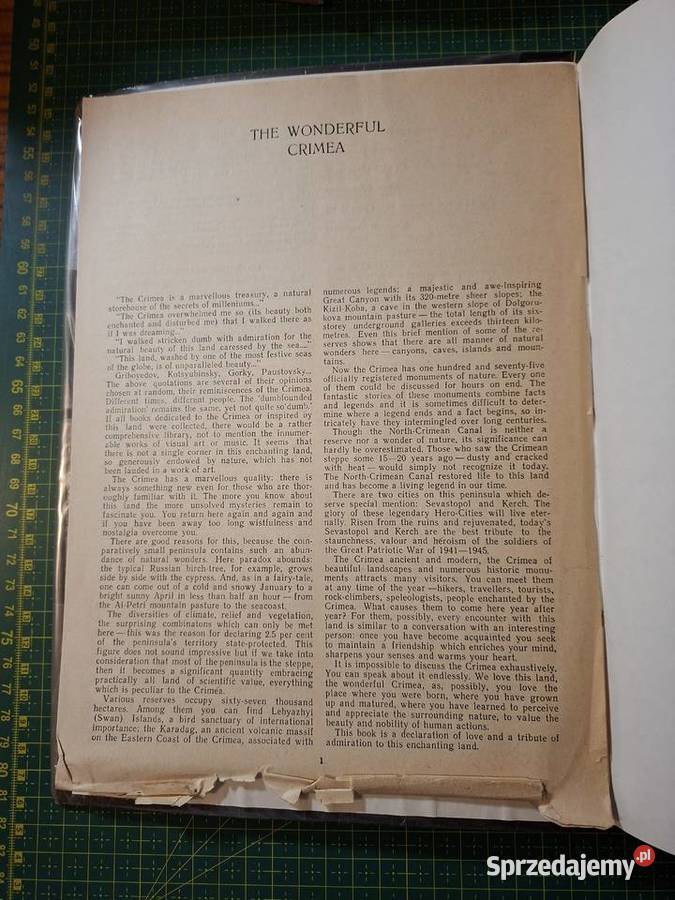 THE WONDERFUL
CRIMEA
"The Crimea is a marvellous treasury, a natural
storehouse of the secrets of milleniums..."
"The Crimea overwhelmed me so (its beauty both
enchanted and disturbed me) that I walked there as
if I was dreaming..."
"I walked stricken dumb with admiration for the
natural beauty of this land caressed by the sea...."
"This land, washed by one of the most festive seas
of the globe, is of unparalleled beauty..."
Griboyedov, Kotsyubinsky, Gorky, Paustovsky...
The above quotations are several of their opinions
chosen at random, their reminiscences of the Crimea.
Different times, different people. The 'dumbfounded
admiration' remains the same, yet not quite so 'dumb.'
If all books dedicated to the Crimea or inspired by
this land were collected, there would be a rather
comprehensive library, not to mention the innumer-
able works of visual art or music. It seems that
there is not a single corner in this enchanting land,
so generously endowed by nature, which has not
been lauded in a work of art.
The Crimea has a marvellous quality: there is
always something new even for those who are thor-
oughly familiar with it. The more you know about
this land the more unsolved mysteries remain to
fascinate you. You return here again and again and
if you have been away too long wistfulness and
nostalgia overcome you.
There are good reasons for this, because the com-
paratively small peninsula contains such an abun-
dance of natural wonders. Here paradox abounds:
the typical Russian birch-tree, for example, grows
side by side with the cypress. And, as in a fairy-tale,
one can come out of a cold and snowy January to a
bright sunny April in less than half an hour — from
the Ai-Petri mountain pasture to the seacoast.
The diversities of climate, relief and vegetation,
the surprising combinations which can only be met
here — this was the reason for declaring 2.5 per cent
of the peninsula's territory state-protected. This
figure does not sound impressive but if we take into
consideration that most of the peninsula is the steppe,
then it becomes a significant quantity embracing
practically all land of scientific value, everything
which is peculiar to the Crimea.
Various reserves occupy sixty-seven thousand
hectares. Among them you can find Lebyazhyi
(Swan) Islands, a bird sanctuary of international
importance; the Karadag, an ancient volcanic massif
on the Eastern Coast of the Crimea, associated with
numerous legends; a majestic and awe-inspiring
Great Canyon with its 320-metre sheer slopes; the
Kizil-Koba, a cave in the western slope of Dolgoru-
kova mountain pasture — the total length of its six-
storey underground galleries exceeds thirteen kilo-
metres. Even this brief mention of some of the re-
serves shows that there are all manner of natural
wonders here — canyons, caves, islands and moun-
tains.
Now the Crimea has one hundred and seventy-five
officially registered monuments of nature. Every one
of them could be discussed for hours on end. The
fantastic stories of these monuments combine facts
and legends and it is sometimes difficult to deter-
mine where a legend ends and a fact begins, so in-
tricately have they intermingled over long centuries.
Though the North-Crimean Canal is neither a
reserve nor a wonder of nature, its significance can
hardly be overestimated. Those who saw the Crimean
steppe some 15—20 years ago — dusty and cracked
with heat — would simply not recognize it today.
The North-Crimean Canal restored life to this land
and has become a living legend in our time.
There are two cities on this peninsula which de-
serve special mention: Sevastopol and Kerch. The
glory of these legendary Hero-Cities will live eter-
nally. Risen from the ruins and rejuvenated, today's
Sevastopol and Kerch are the best tribute to the
staunchness, valour and heroism of the soldiers of
the Great Patriotic War of 1941—1945.
The Crimea ancient and modern, the Crimea of
beautiful landscapes and numerous historic monu-
ments attracts many visitors. You can meet them
at any time of the year — hikers, travellers, tourists,
rock-climbers, speleologists, people enchanted by the
Crimea. What causes them to come here year after
year? For them, possibly, every encounter with this
land is similar to a conversation with an interesting
person: once you have become acquainted you seek
to maintain a friendship which enriches your mind,
sharpens your senses and warms your heart.
It is impossible to discuss the Crimea exhaustively.
You can speak about it endlessly. We love this land,
the wonderful Crimea, as, possibly, you love the
place where you were born, where you have grown
up and matured, where you have learned to perceive
and appreciate the surrounding nature, to value the
beauty and nobility of human actions.
This book is a declaration of love and a tribute of
admiration to this enchanting land.
1
Sprzedajemy.pl